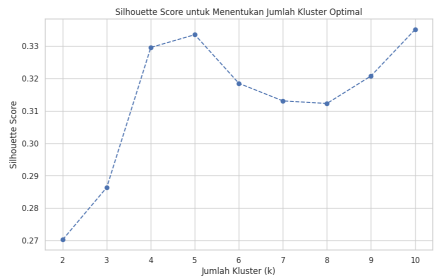 Silhouette Score untuk Menentukan Jumlah Kluster Optimal
Silhouette Score
0.33
0.32
0.31
0.30
0.29
0.28
0.27
2 3 4 5 6 7 8 9 10
Jumlah Kluster (k)